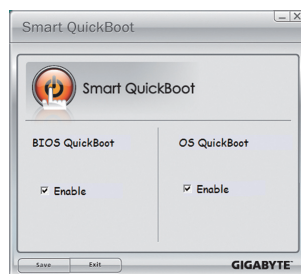 Smart QuickBoot
Smart QuickBoot
BIOS QuickBoot
OS QuickBoot
Enable
Enable
Save Exit
GIGABYTE